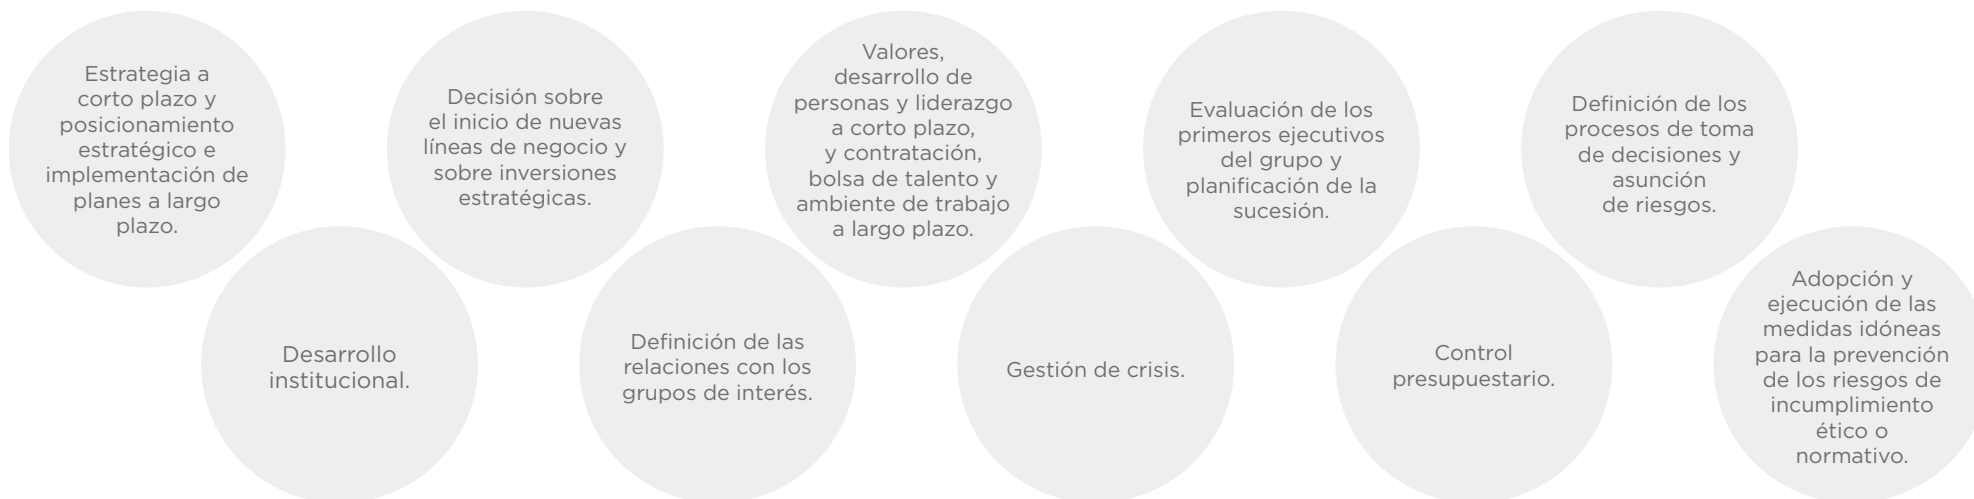 Estrategia a
corto plazo y
posicionamiento
estratégico e
implementación de
planes a largo
plazo.
Desarrollo
institucional.
Decisión sobre
el inicio de nuevas
líneas de negocio y
sobre inversiones
estratégicas.
Definición de las
relaciones con los
grupos de interés.
Valores,
desarrollo de
personas y liderazgo
a corto plazo,
y contratación,
bolsa de talento y
ambiente de trabajo
a largo plazo.
Gestión de crisis.
Evaluación de los
primeros ejecutivos
del grupo y
planificación de la
sucesión.
Control
presupuestario.
Definición de los
procesos de toma
de decisiones y
asunción
de riesgos.
Adopción y
ejecución de las
medidas idóneas
para la prevención
de los riesgos de
incumplimiento
ético o
normativo.